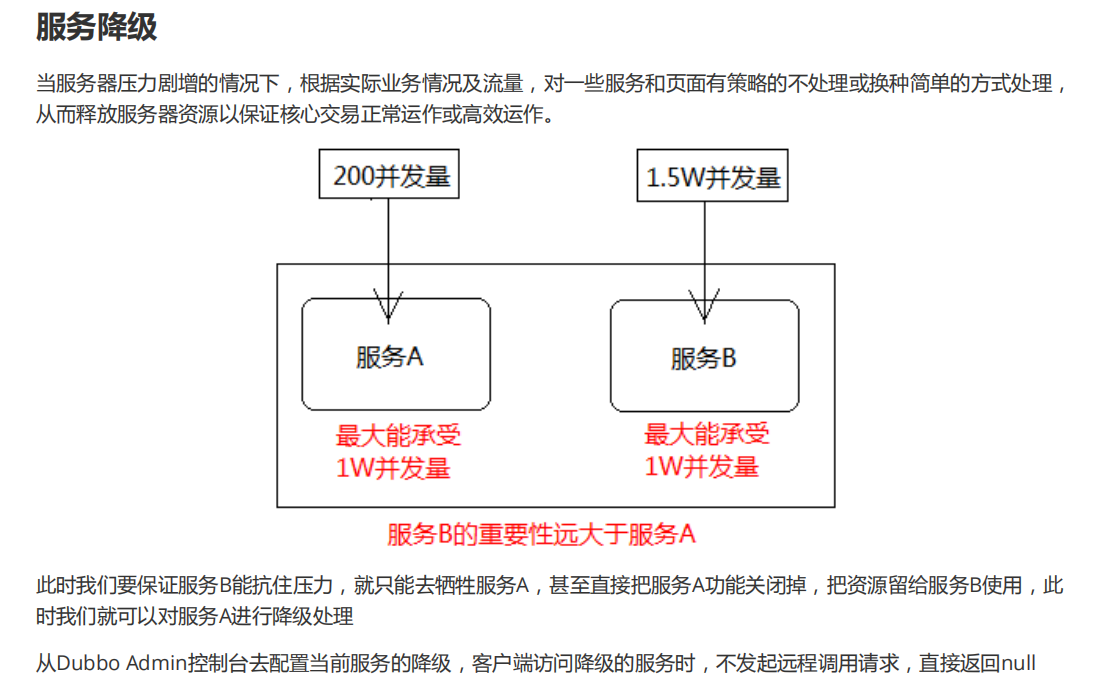 服务降级
当服务器压力剧增的情况下，根据实际业务情况及流量，对一些服务和页面有策略的不处理或换种简单的方式处理，
从而释放服务器资源以保证核心交易正常运作或高效运作。
200并发量
1.5W并发量
服务A
服务B
最大能承受
1W并发量
最大能承受
1W并发量
服务B的重要性远大于服务A
此时我们要保证服务B能抗住压力，就只能去牺牲服务A，甚至直接把服务A功能关闭掉，把资源留给服务B使用，此
时我们就可以对服务A进行降级处理
从Dubbo Admin控制台去配置当前服务的降级，客户端访问降级的服务时，不发起远程调用请求，直接返回null